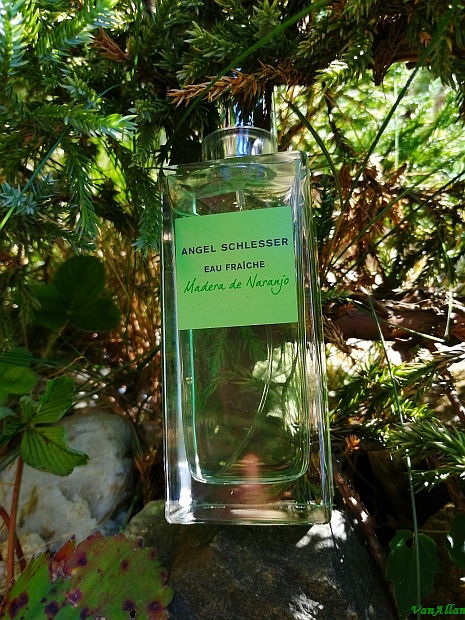 ANGEL SCHLESSER
EAU FRAÎCHE
Madera de Naranjo
VanAllan